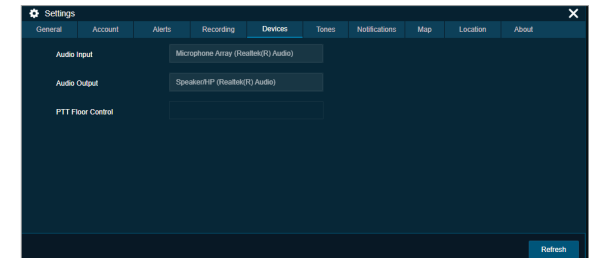 Settings
General Account Alerts Recording Devices Tones Notifications Map Location About
Audio Input Microphone Array (Realtek(R) Audio)
Audio Output Speaker/HP (Realtek(R) Audio)
PTT Floor Control
Refresh